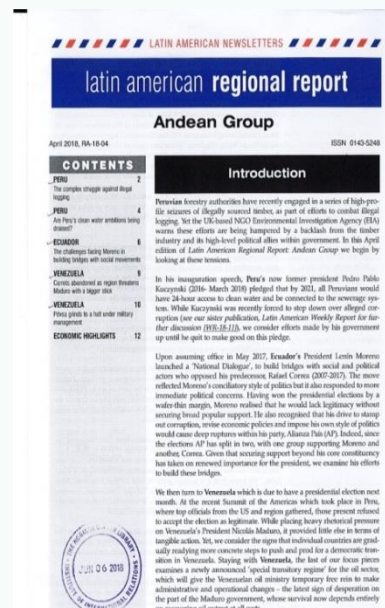 LATIN AMERICAN NEWSLETTERS
latin american regional report
Andean Group
April 2018, RA-18-04
ISSN 0143-5248
CONTENTS
PERU 2
The complex struggle against illegal
logging
PERU 4
Are Peru's clean water ambitions being
drained?
ECUADOR 6
The challenges facing Moreno in
building bridges with social movements
VENEZUELA 9
Carrots abandoned as region threatens
Maduro with a bigger stick
VENEZUELA 10
Pdvsa grinds to a halt under military
management
ECONOMIC HIGHLIGHTS 12
Introduction
Peruvian forestry authorities have recently engaged in a series of high-pro-
file seizures of illegally sourced timber, as part of efforts to combat illegal
logging. Yet the UK-based NGO Environmental Investigation Agency (EIA)
warns these efforts are being hampered by a backlash from the timber
industry and its high-level political allies within government. In this April
edition of Latin American Regional Report: Andean Group we begin by
looking at these tensions.
In his inauguration speech, Peru's now former president Pedro Pablo
Kuczynski (2016- March 2018) pledged that by 2021, all Peruvians would
have 24-hour access to clean water and be connected to the sewerage sys-
tem. While Kuczynski was recently forced to step down over alleged cor-
ruption (see our sister publication, Latin American Weekly Report for fur-
ther discussion (WR-18-11)), we consider efforts made by his government
up until he quit to make good on this pledge.
Upon assuming office in May 2017, Ecuador's President Lenín Moreno
launched a 'National Dialogue', to build bridges with social and political
actors who opposed his predecessor, Rafael Correa (2007-2017). The move
reflected Moreno's conciliatory style of politics but it also responded to more
immediate political concerns. Having won the presidential elections by a
wafer-thin margin, Moreno realised that he would lack legitimacy without
securing broad popular support. He also recognised that his drive to stamp
out corruption, revise economic policies and impose his own style of politics
would cause deep ruptures within his party, Alianza País (AP). Indeed, since
the elections AP has split in two, with one group supporting Moreno and
another, Correa. Given that securing support beyond his core constituency
has taken on renewed importance for the president, we examine his efforts
to build these bridges.
We then turn to Venezuela which is due to have a presidential election next
month. At the recent Summit of the Americas which took place in Peru,
where top officials from the US and region gathered, those present refused
to accept the election as legitimate. While placing heavy rhetorical pressure
on Venezuela's President Nicolás Maduro, it provided little else in terms of
tangible action. Yet, we consider the signs that individual countries are grad-
ually readying more concrete steps to push and prod for a democratic tran-
sition in Venezuela. Staying with Venezuela, the last of our focus pieces
examines a newly announced 'special transitory regime' for the oil sector,
which will give the Venezuelan oil ministry temporary free rein to make
administrative and operational changes – the latest sign of desperation on
the part of the Maduro government, whose survival now depends entirely
JUN 06 2018